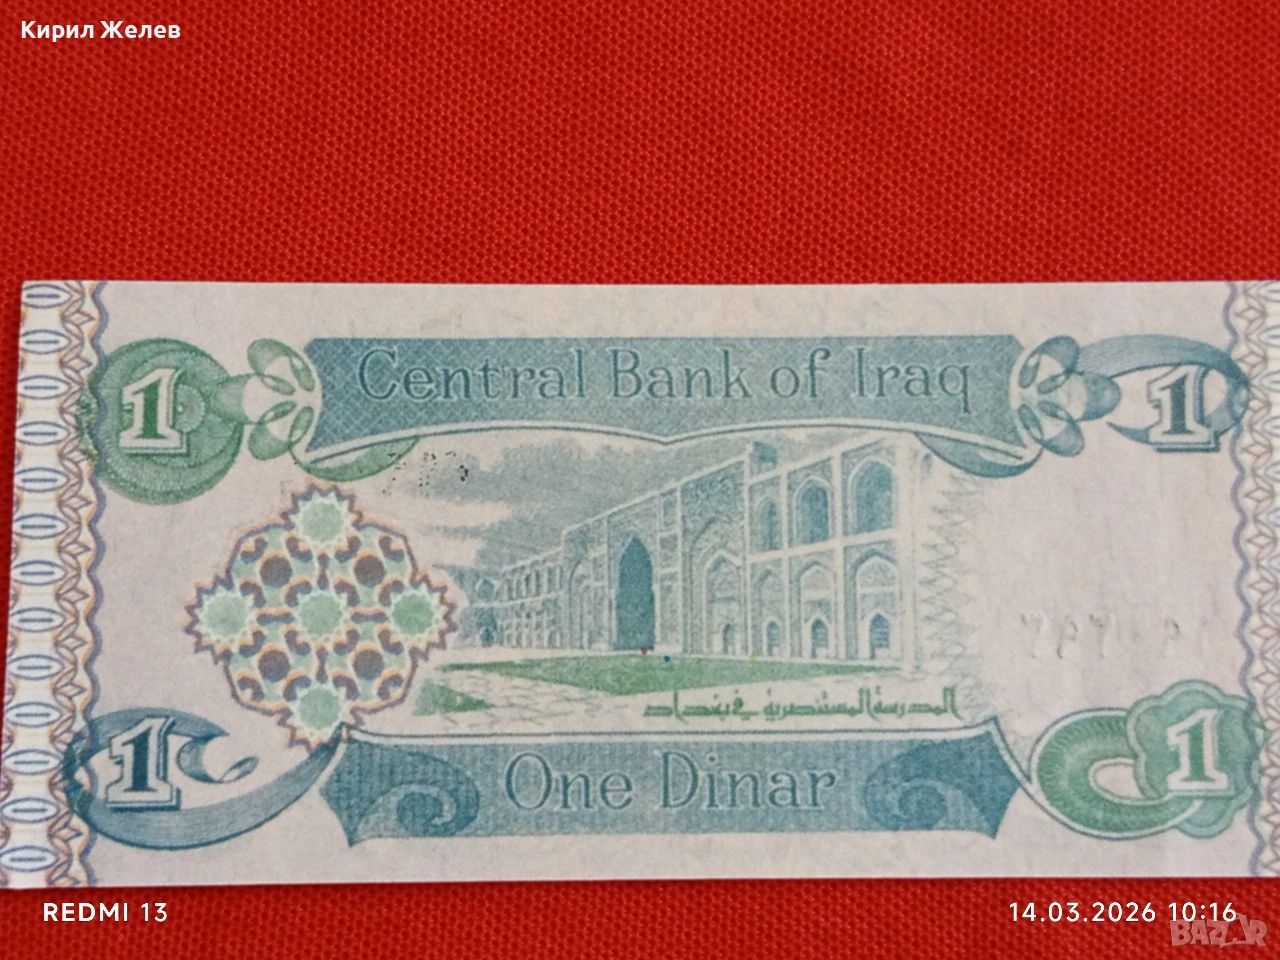 Кирил Желев
Central Bank of Iraq
1
1
المدرسة المستنصرية في بغداد
1
One Dinar
1
REDMI 13
14.03.2026 10:16
BAZAR